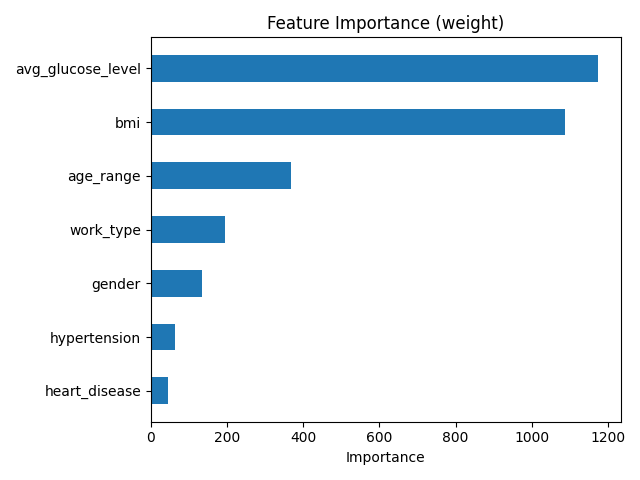 Feature Importance (weight)
avg_glucose_level
bmi
age_range
work_type
gender
hypertension
heart_disease
0 200 400 600 800 1000 1200
Importance